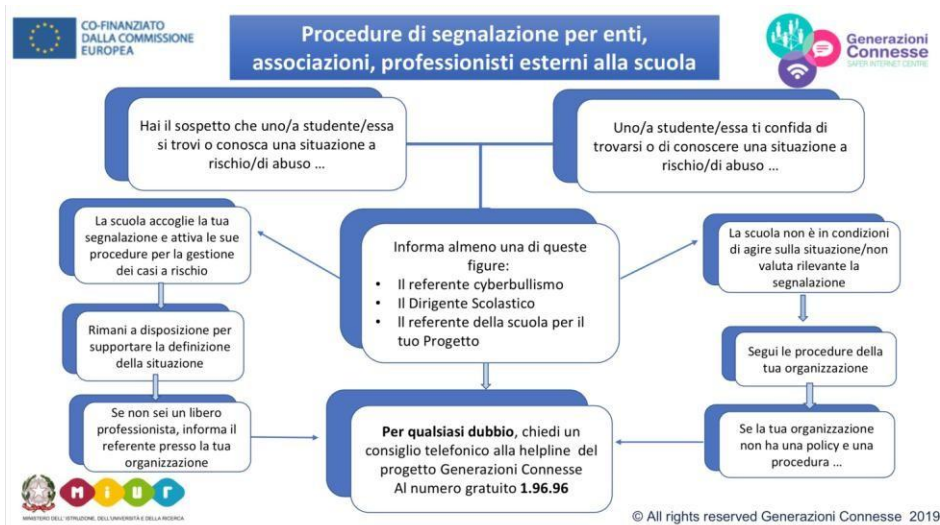 CO-FINANZIATO
DALLA COMMISSIONE
EUROPEA
Procedure di segnalazione per enti,
associazioni, professionisti esterni alla scuola
Generazioni
Connesse
SAFER INTERNET CENTRE
Hai il sospetto che uno/a studente/essa
si trovi o conosca una situazione a
rischio/di abuso …
Uno/a studente/essa ti confida di
trovarsi o di conoscere una situazione a
rischio/di abuso …
La scuola accoglie la tua
segnalazione e attiva le sue
procedure per la gestione
dei casi a rischio
Informa almeno una di queste
figure:
• Il referente cyberbullismo
• Il Dirigente Scolastico
• Il referente della scuola per il
tuo Progetto
La scuola non è in condizioni
di agire sulla situazione/non
valuta rilevante la
segnalazione
Rimani a disposizione per
supportare la definizione
della situazione
Segui le procedure della
tua organizzazione
Se non sei un libero
professionista, informa il
referente presso la tua
organizzazione
Per qualsiasi dubbio, chiedi un
consiglio telefonico alla helpline del
progetto Generazioni Connesse
Al numero gratuito 1.96.96
Se la tua organizzazione
non ha una policy e una
procedura …
MIUR
MINISTERO DELL'ISTRUZIONE, DELL'UNIVERSITÀ E DELLA RICERCA
© All rights reserved Generazioni Connesse 2019